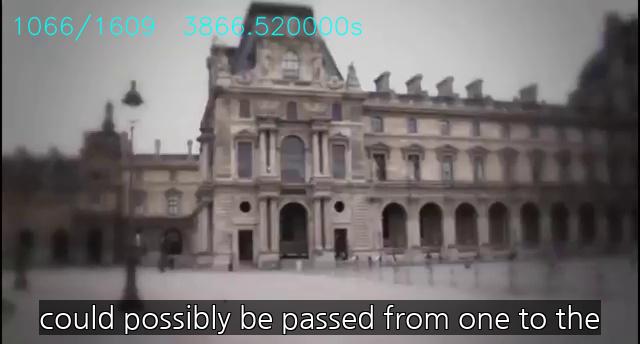 1066/1609 3866.520000s
could possibly be passed from one to the